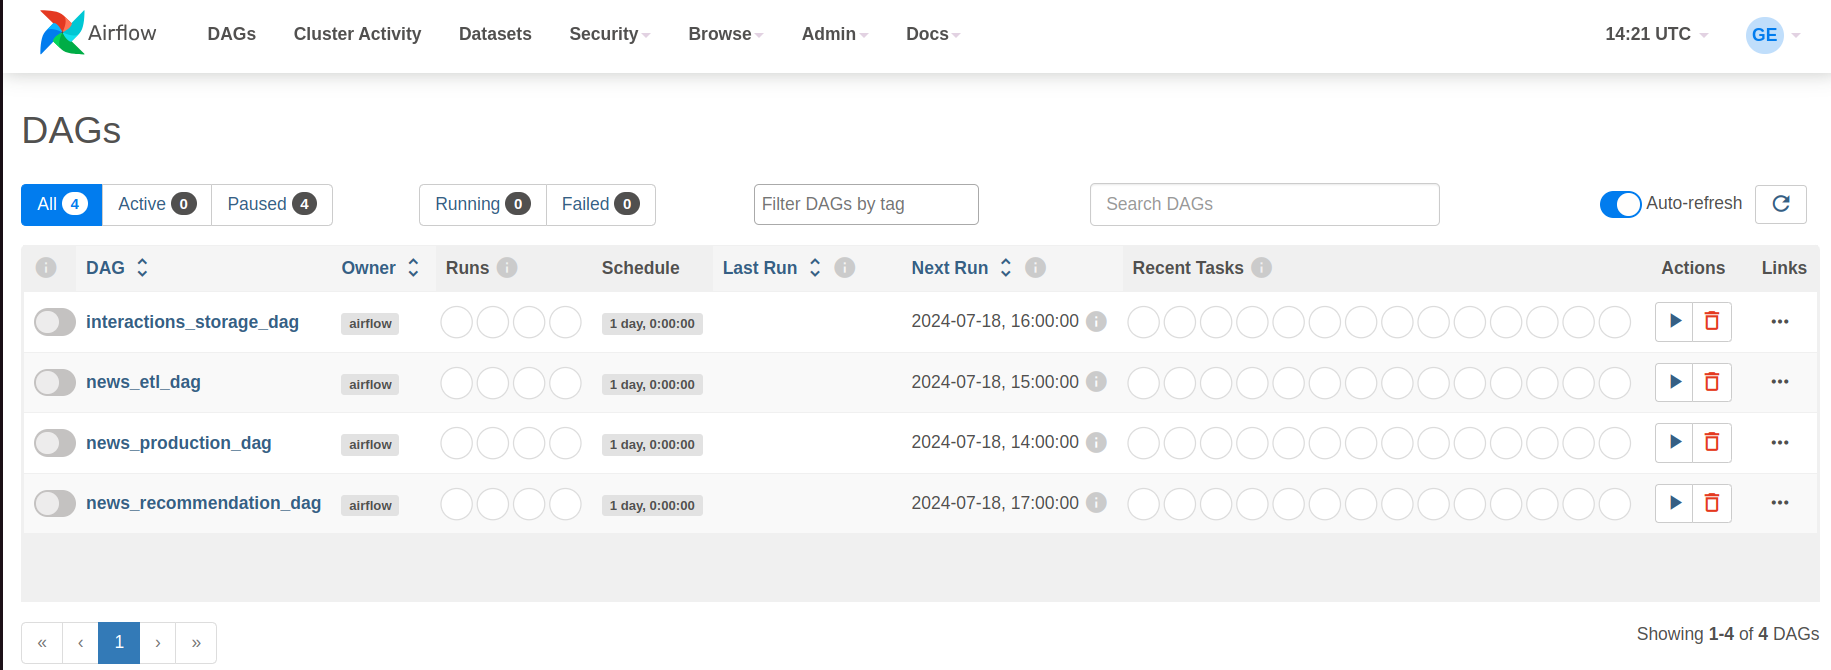 Airflow DAGs Cluster Activity Datasets Security Browse Admin Docs 14:21 UTC GE
DAGs
All 4 Active 0 Paused 4 Running 0 Failed 0 Filter DAGs by tag Search DAGs Auto-refresh
i DAG Owner Runs i Schedule Last Run i Next Run i Recent Tasks i Actions Links
interactions_storage_dag airflow 1 day, 0:00:00 2024-07-18, 16:00:00 i
news_etl_dag airflow 1 day, 0:00:00 2024-07-18, 15:00:00 i
news_production_dag airflow 1 day, 0:00:00 2024-07-18, 14:00:00 i
news_recommendation_dag airflow 1 day, 0:00:00 2024-07-18, 17:00:00 i
« ‹ 1 › » Showing 1-4 of 4 DAGs